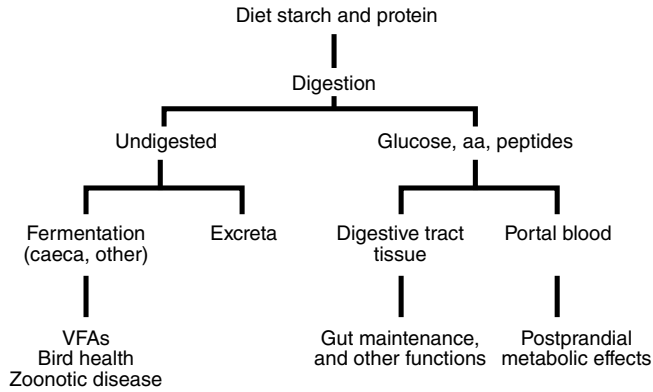 Diet starch and protein
Digestion
Undigested
Glucose, aa, peptides
Fermentation
(caeca, other)
Excreta
Digestive tract
tissue
Portal blood
VFAs
Bird health
Zoonotic disease
Gut maintenance,
and other functions
Postprandial
metabolic effects